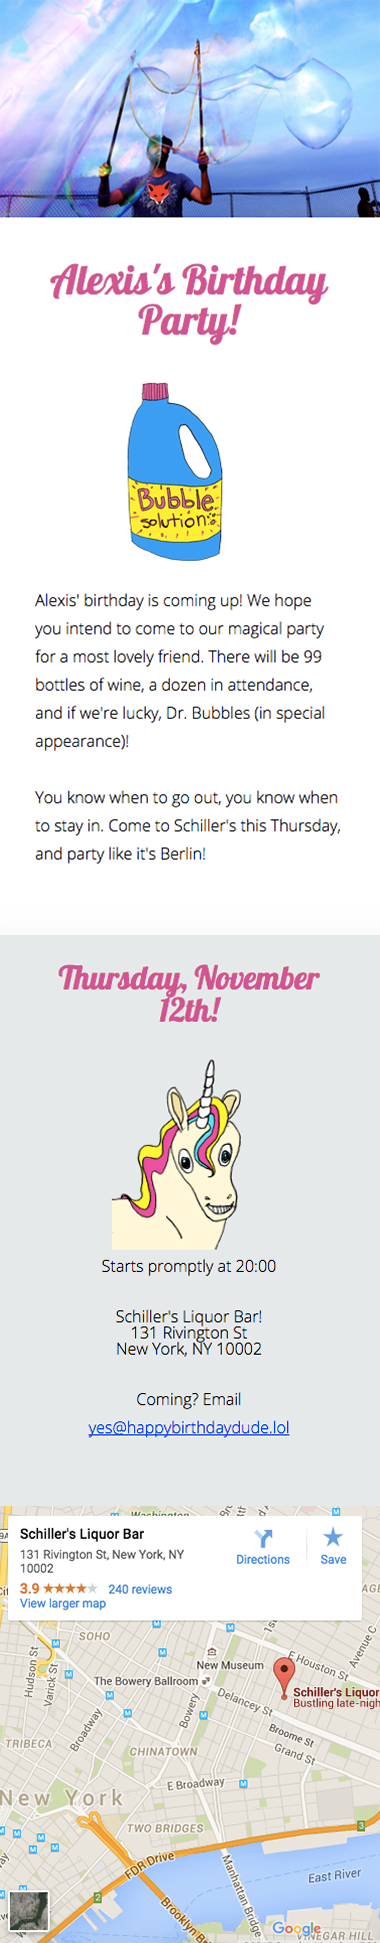 Alexis's Birthday
Party!
Bubble
solution
Alexis' birthday is coming up! We hope
you intend to come to our magical party
for a most lovely friend. There will be 99
bottles of wine, a dozen in attendance,
and if we're lucky, Dr. Bubbles (in special
appearance)!
You know when to go out, you know when
to stay in. Come to Schiller's this Thursday,
and party like it's Berlin!
Thursday, November
12th!
Starts promptly at 20:00
Schiller's Liquor Bar!
131 Rivington St
New York, NY 10002
Coming? Email
yes@happybirthdaydude.lol
Washington
Schiller's Liquor Bar
131 Rivington St, New York, NY
10002
3.9 240 reviews
View larger map
Directions
Save
9A
SOHO
Hudson St
Varick St
New Museum
The Bowery Ballroom
Bowery
E Houston St
Avenue C
Schiller's Liquor
Bustling late-nigh
Delancey St
Broome St
Grand St
Broadway
TRIBECA
CHINATOWN
E Broadway
New York
TWO BRIDGES
FDR Drive
3
2
East River
Manhattan Bridge
Brooklyn Br
Google
VINEGAR HILL